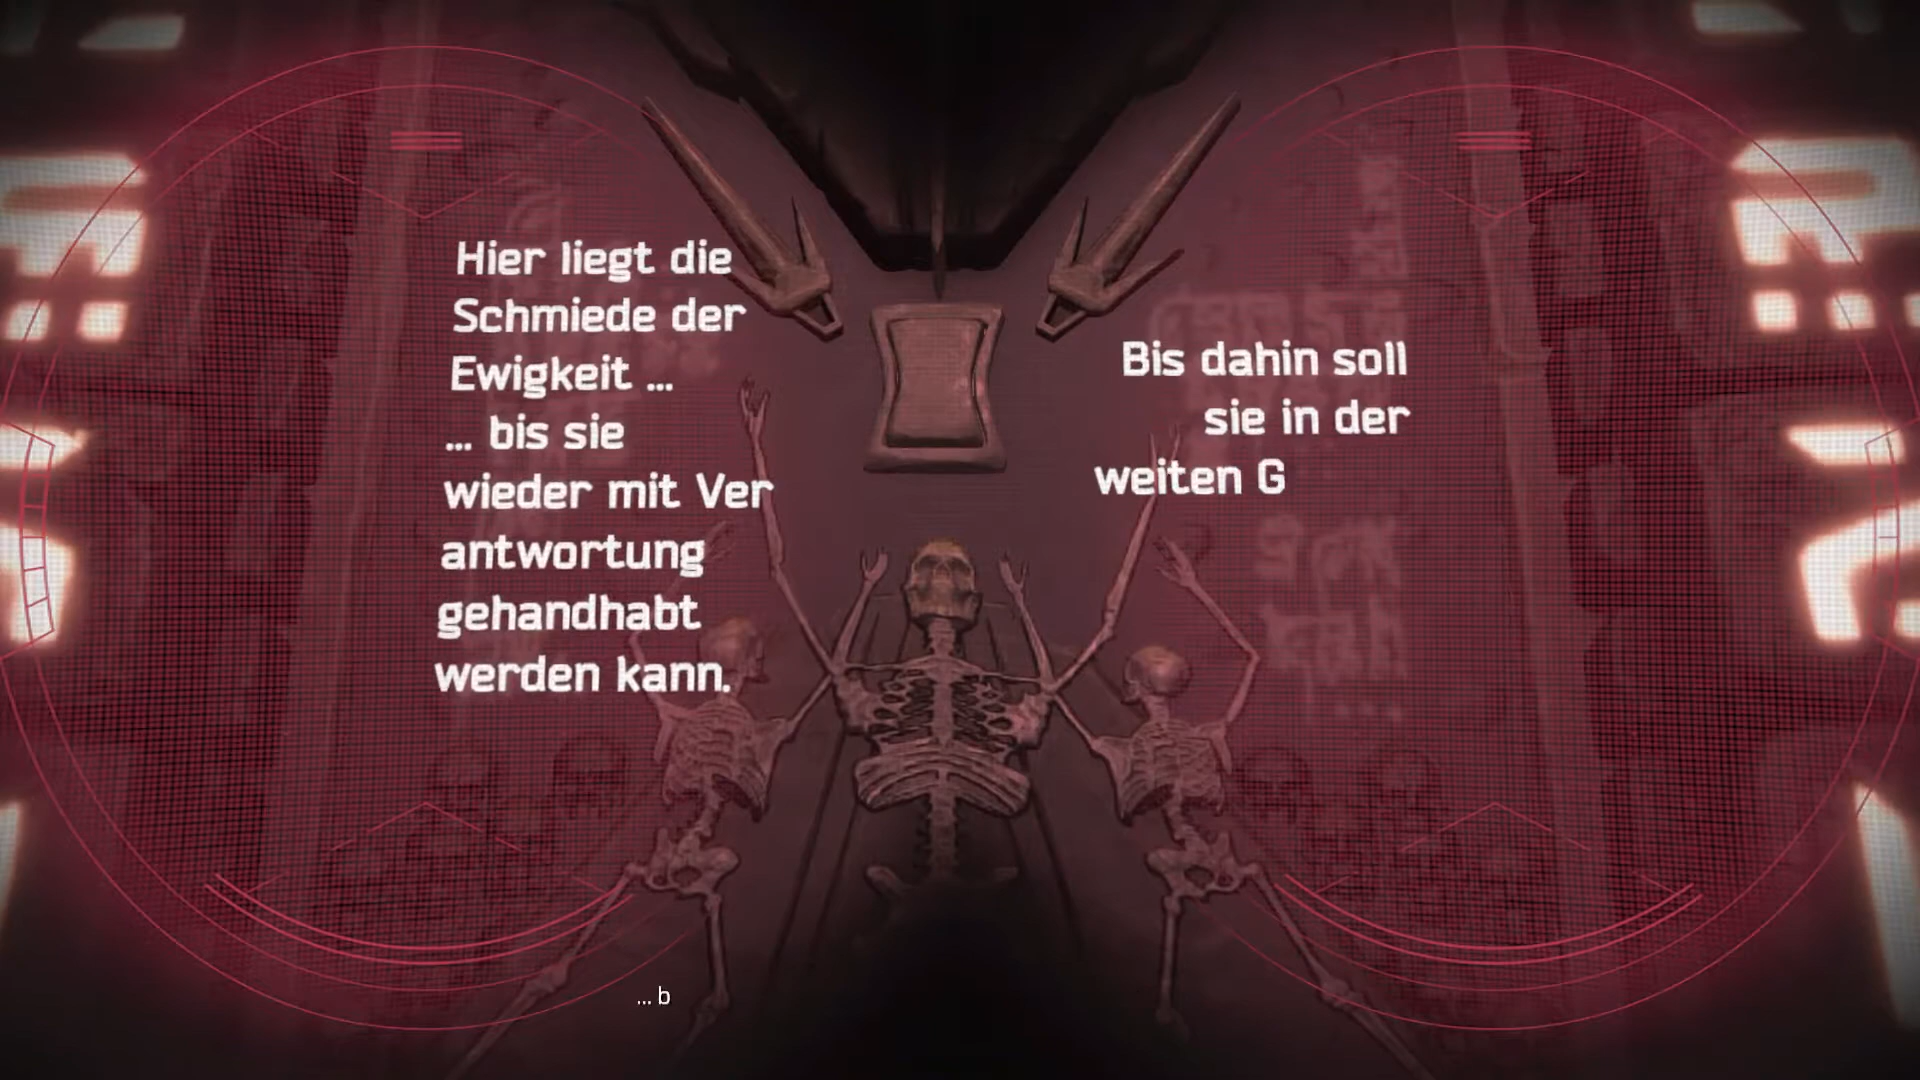 Hier liegt die
Schmiede der
Ewigkeit ...
... bis sie
wieder mit Ver
antwortung
gehandhabt
werden kann.
Bis dahin soll
sie in der
weiten G
... b